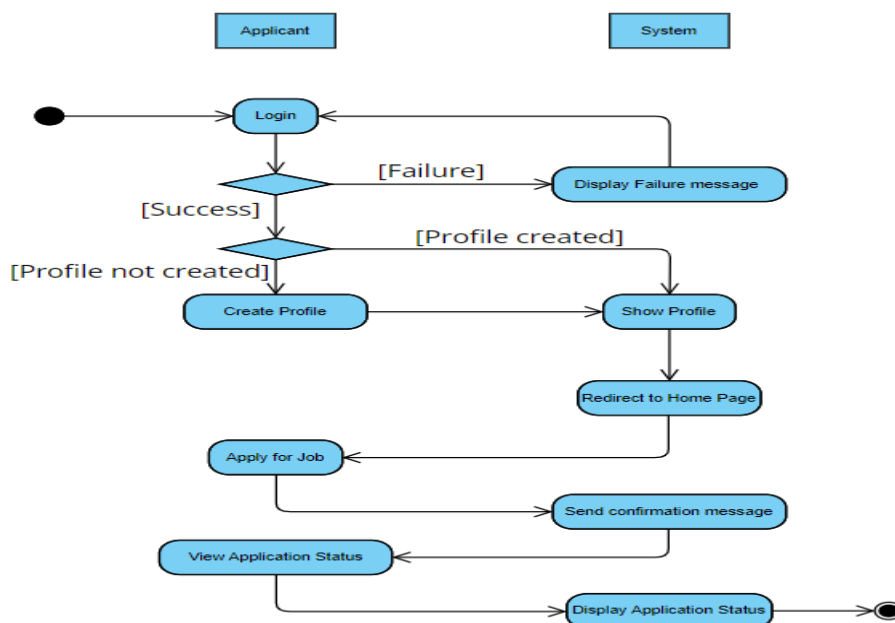 Applicant
System
Login
[Failure]
Display Failure message
[Success]
[Profile created]
[Profile not created]
Create Profile
Show Profile
Redirect to Home Page
Apply for Job
Send confirmation message
View Application Status
Display Application Status